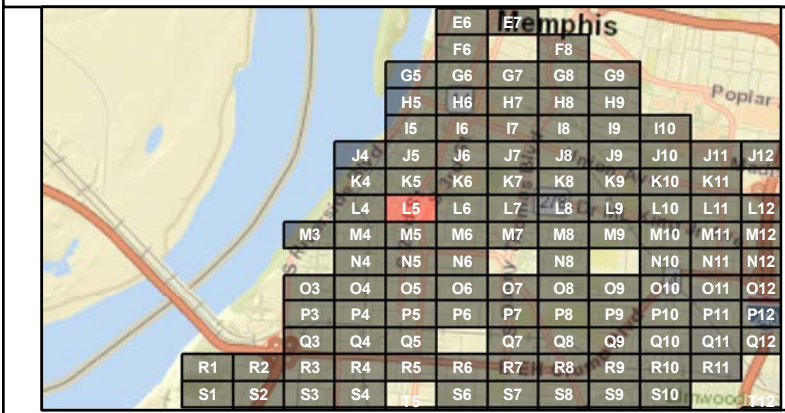 Memphis
E6 E7
F6 F8
G5 G6 G7 G8 G9
Poplar
H5 H6 H7 H8 H9
I5 I6 I7 I8 I9 I10
J4 J5 J6 J7 J8 J9 J10 J11 J12
K4 K5 K6 K7 K8 K9 K10 K11
L4 L5 L6 L7 L8 L9 L10 L11 L12
M3 M4 M5 M6 M7 M8 M9 M10 M11 M12
N4 N5 N6 N8 N10 N11 N12
O3 O4 O5 O6 O7 O8 O9 O10 O11 O12
P3 P4 P5 P6 P7 P8 P9 P10 P11 P12
Q3 Q4 Q5 Q7 Q8 Q9 Q10 Q11 Q12
R1 R2 R3 R4 R5 R6 R7 R8 R9 R10 R11
S1 S2 S3 S4 T5 S6 S7 S8 S9 S10 T12
S Riverside Blvd